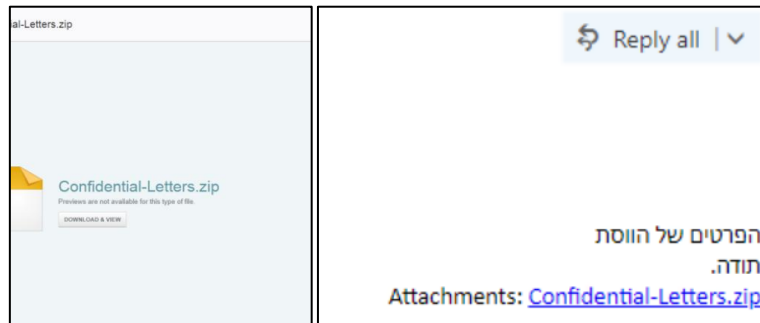 ial-Letters.zip
Confidential-Letters.zip
Previews are not available for this type of file.
DOWNLOAD & VIEW
Reply all
הפרטים של הווסת
תודה.
Attachments: Confidential-Letters.zip